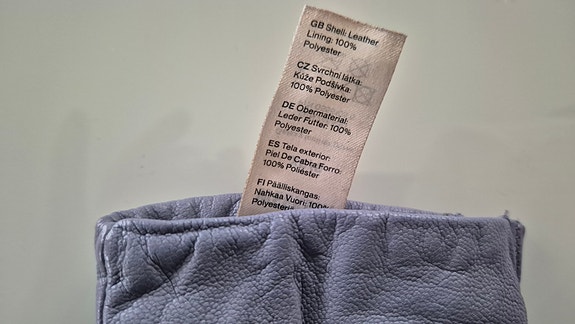 GB Shell: Leather
Lining: 100%
Polyester
CZ Svrchní látka:
Kůže Podšívka:
100% Polyester
DE Obermaterial:
Leder Futter: 100%
Polyester
ES Tela exterior:
Piel De Cabra Forro:
100% Poliéster
FI Päälliskangas:
Nahkaa Vuori: 100%
Polyesteria